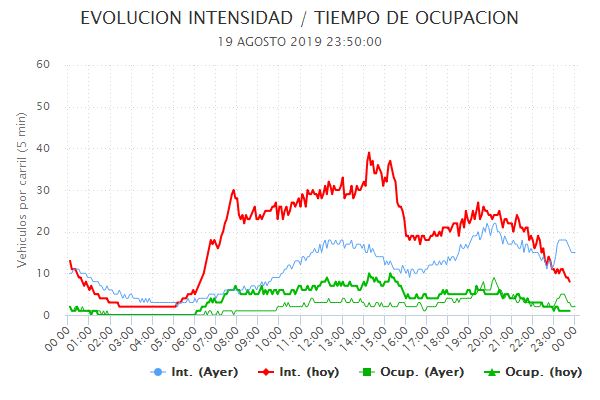 EVOLUCION INTENSIDAD / TIEMPO DE OCUPACION
19 AGOSTO 2019 23:50:00
Vehículos por carril (5 min)
60
50
40
30
20
10
0
00:00 01:00 02:00 03:00 04:00 05:00 06:00 07:00 08:00 09:00 10:00 11:00 12:00 13:00 14:00 15:00 16:00 17:00 18:00 19:00 20:00 21:00 22:00 23:00 00:00
Int. (Ayer) Int. (hoy) Ocup. (Ayer) Ocup. (hoy)